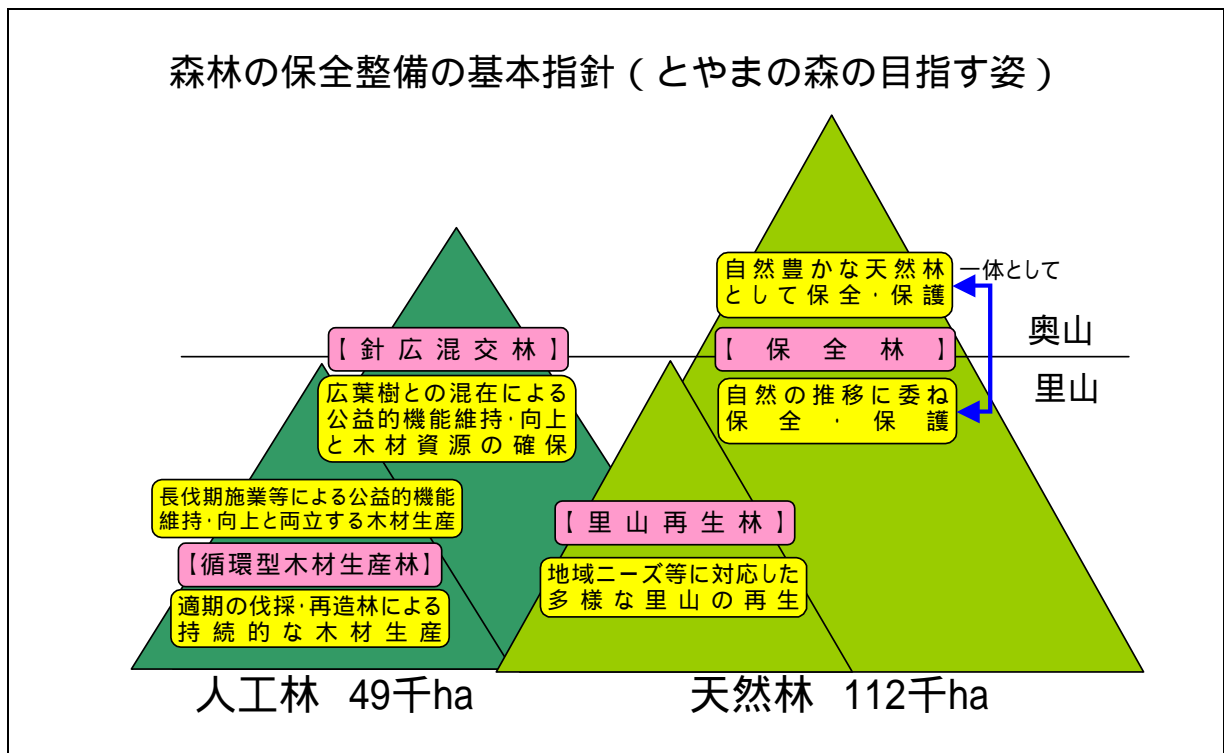 森林の保全整備の基本指針(とやまの森の目指す姿)
自然豊かな天然林
として保全・保護
一体として
奥山
【針広混交林】
【保全林】
里山
広葉樹との混在による
公益的機能維持・向上
と木材資源の確保
自然の推移に委ね
保全・保護
長伐期施業等による公益的機能
維持・向上と両立する木材生産
【里山再生林】
【循環型木材生産林】
地域ニーズ等に対応した
多様な里山の再生
適期の伐採・再造林による
持続的な木材生産
人工林 49千ha
天然林 112千ha